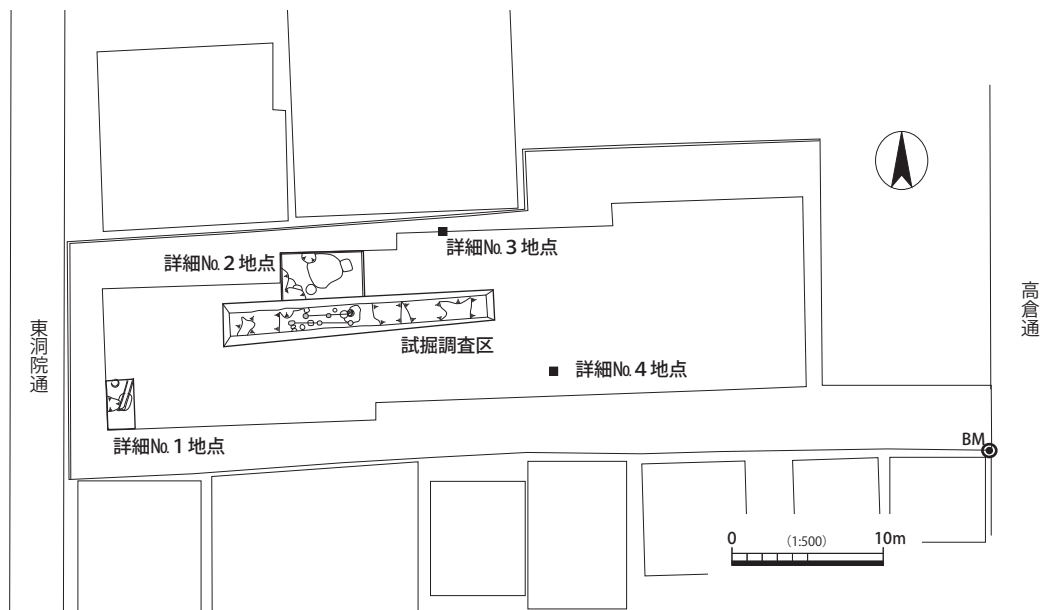 詳細№2地点
詳細№3地点
高倉通
東洞院通
試掘調査区
詳細№4地点
詳細№1地点
BM
0 (1:500) 10m